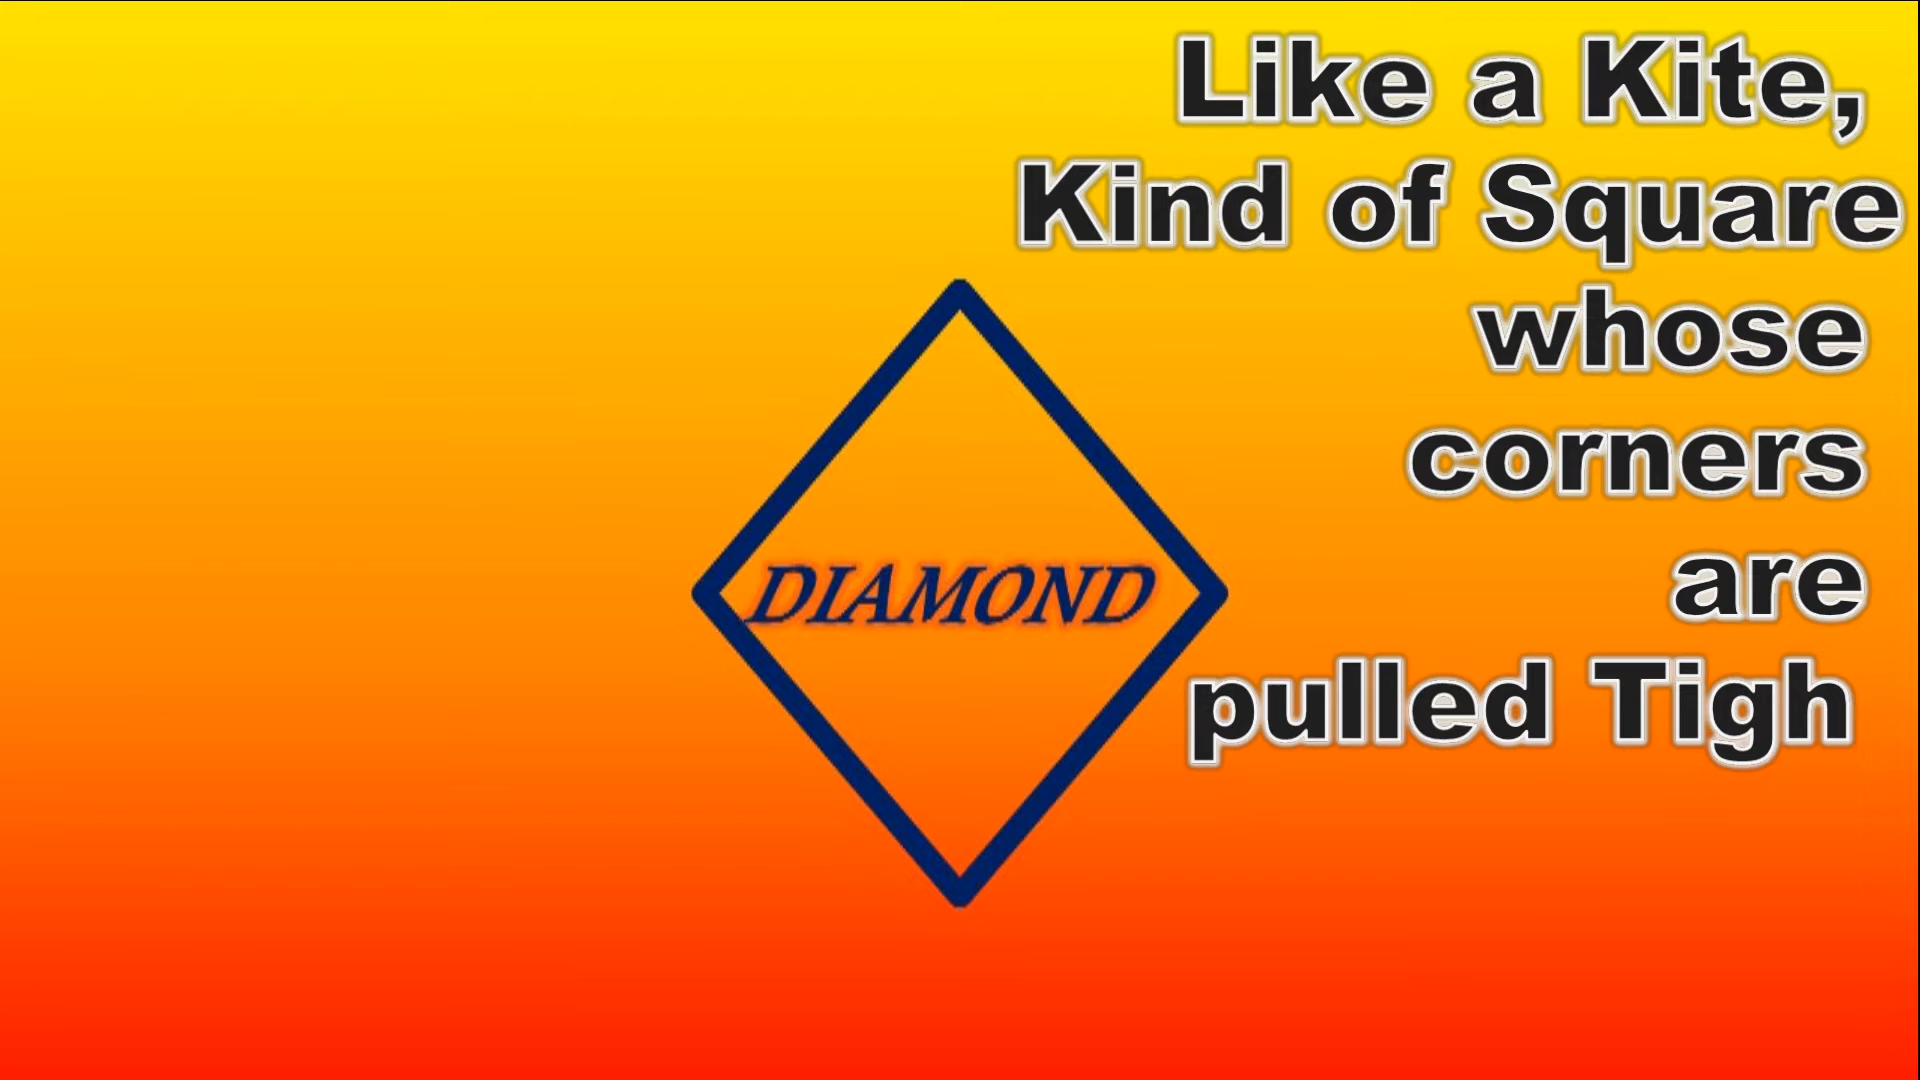 Like a Kite,
Kind of Square
whose
corners
are
pulled Tigh
DIAMOND